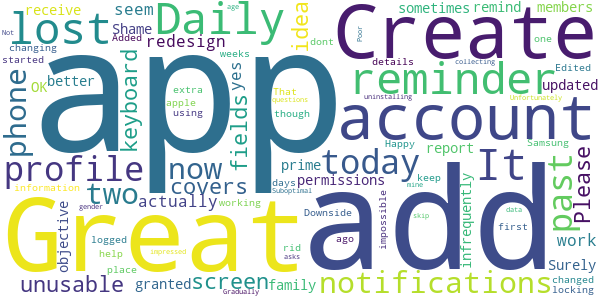 age
receive
seem
Daily
idea
sometimes
remind
members
Not
lost
Shame
Added
redesign
Create
Poor
changing
weeks
dont
one
started
app
details
collecting
OK
better
yes
extra
That
reminder
Edited
phone
keyboard
apple
questions
uninstalling
Unfortunately
updated
using
fields
though
account
Happy
report
Samsung
profile
now
prime
today
It
past
Please
information
two
covers
days
permissions
keep
Suboptimal
mine
gender
actually
working
add
skip
data
infrequently
work
objective
logged
Great
rid
Downside
impossible
first
help
ago
place
impressed
asks
Surely
unusable
granted
screen
family
notifications
changed
Gradually
locking